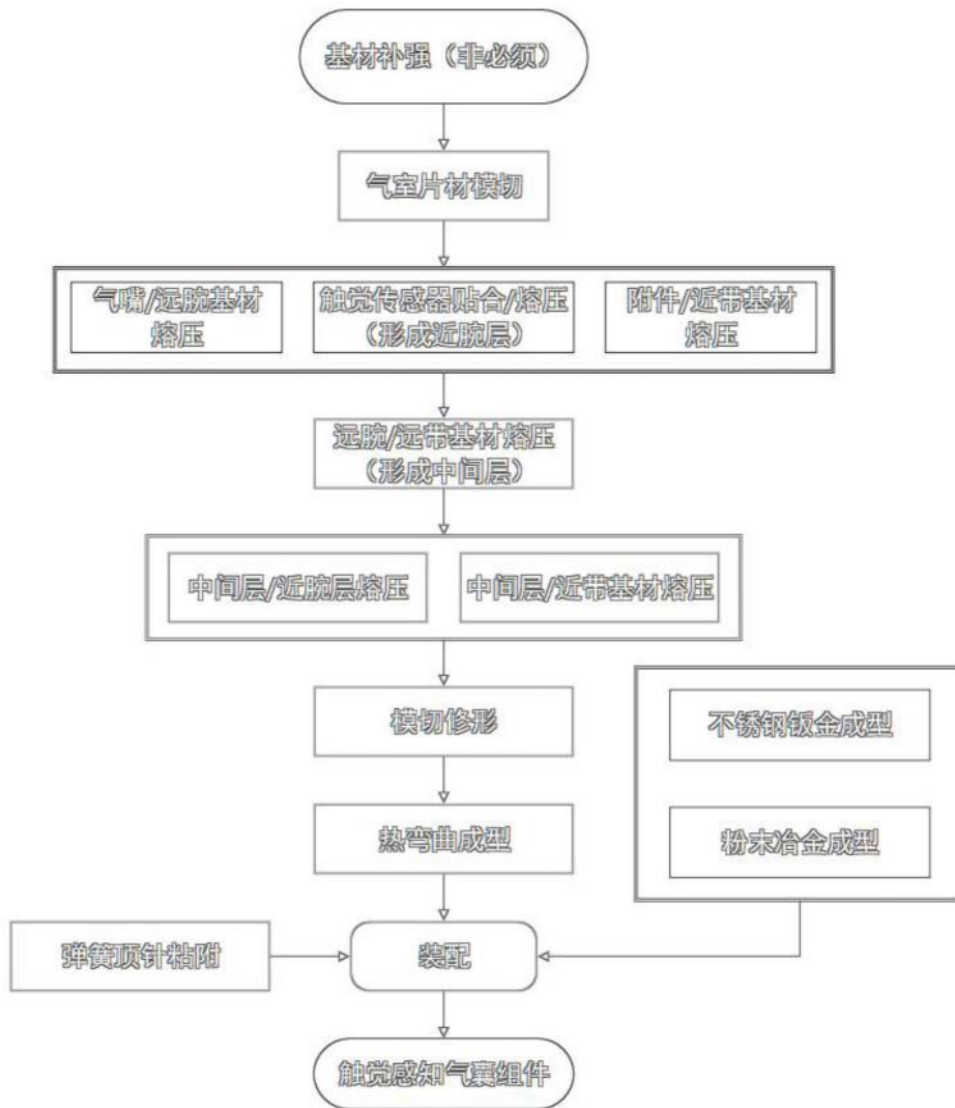 基材补强（非必须）
气室片材模切
气嘴/远腕基材
熔压
触觉传感器贴合/熔压
（形成近腕层）
附件/近带基材
熔压
远腕/远带基材熔压
（形成中间层）
中间层/近腕层熔压
中间层/近带基材熔压
模切修形
不锈钢钣金成型
热弯曲成型
粉末冶金成型
弹簧顶针粘附
装配
触觉感知气囊组件